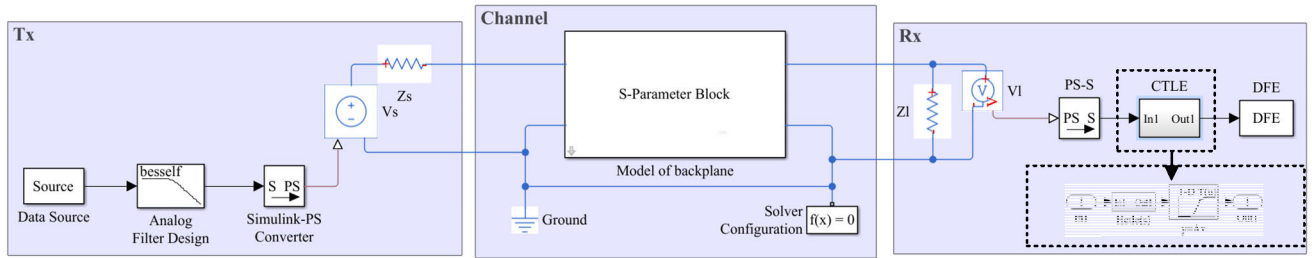 Tx
Channel
Rx
Zs
Vs
S-Parameter Block
Zl
V
Vl
PS-S
PS S
CTLE
In1 Out1
DFE
DFE
Source
Data Source
besself
Analog
Filter Design
S PS
Simulink-PS
Converter
Model of backplane
Ground
Solver
Configuration
f(x) = 0